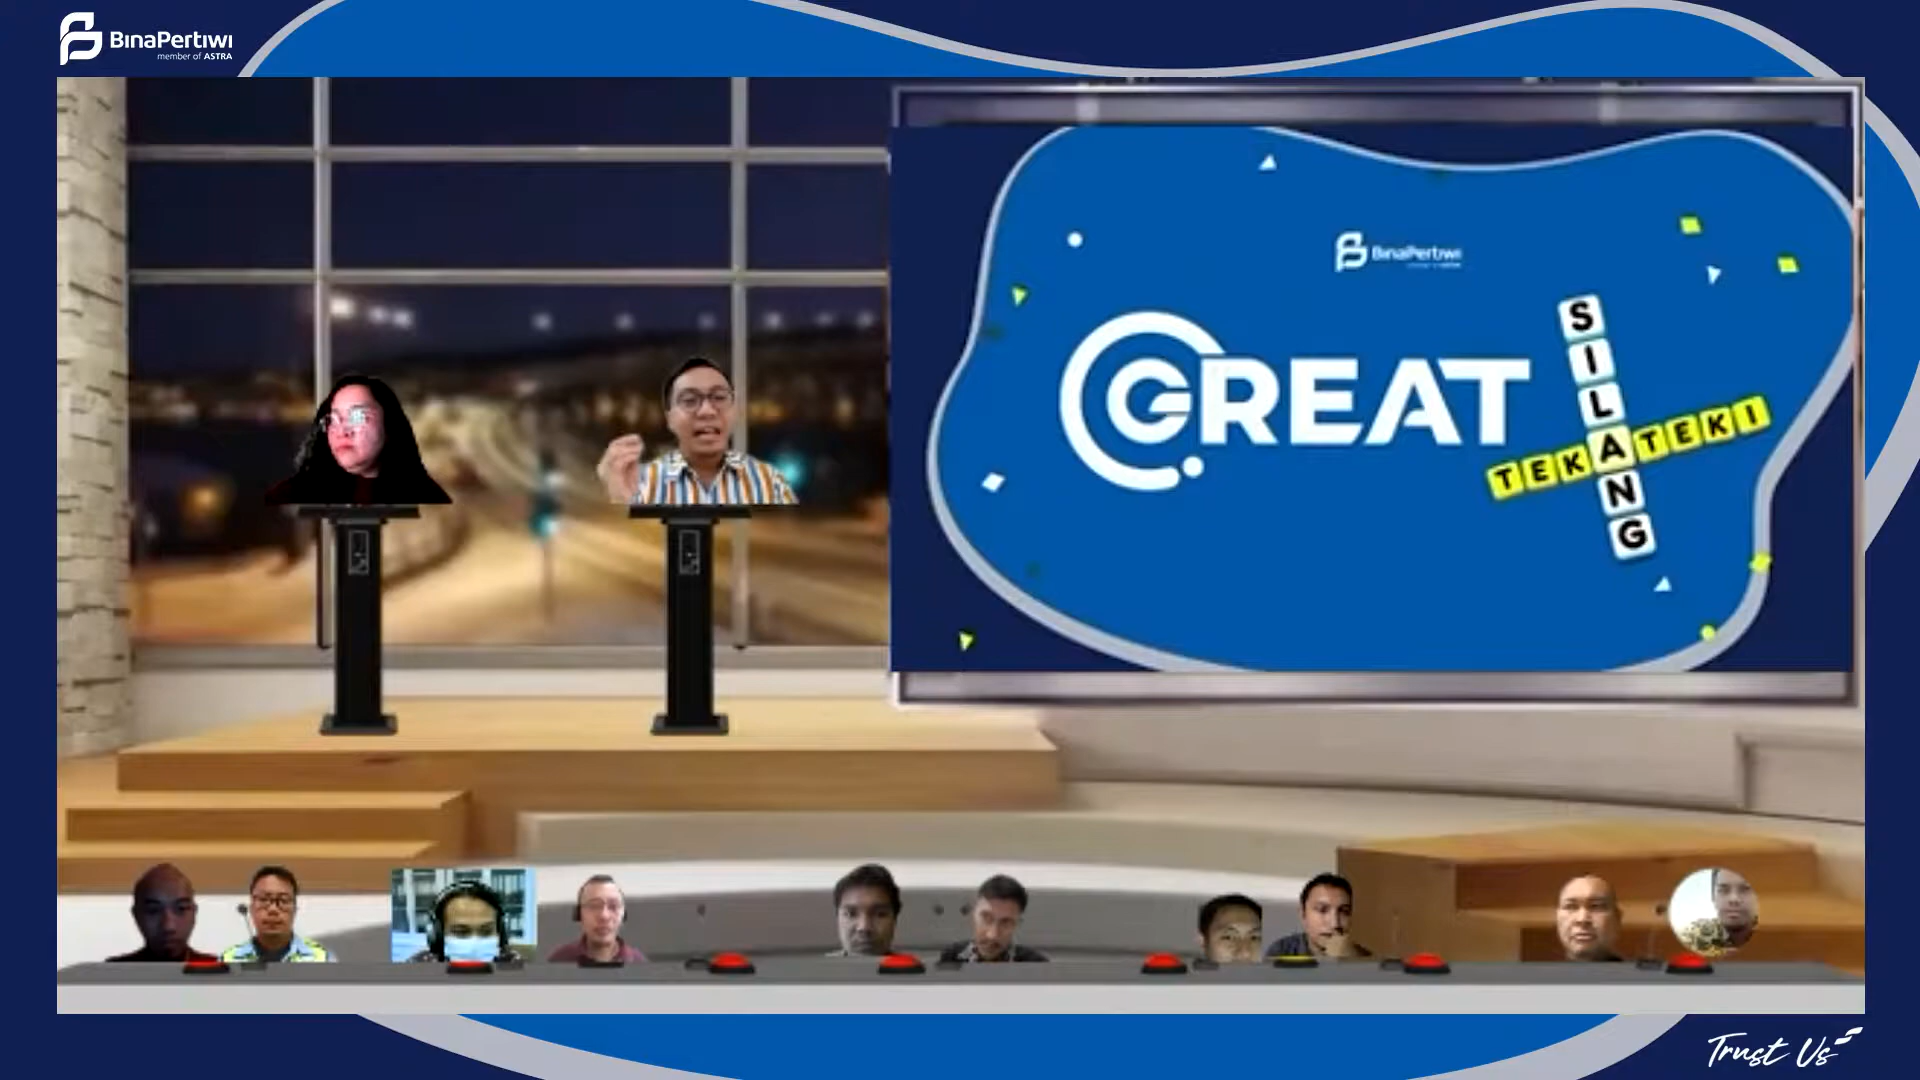 BinaPertiwi
member of ASTRA
BinaPertiwi
GREAT
SILANG
TEKATEKI
Trust Us